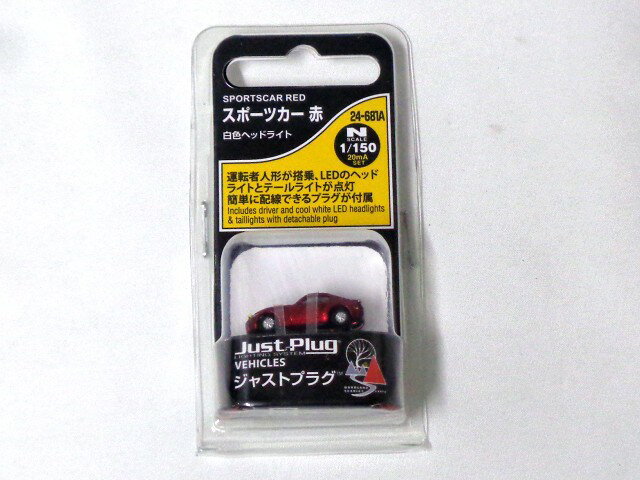 SPORTSCAR RED
スポーツカー 赤
24-681A
白色ヘッドライト
N
SCALE
1/150
20mA
SET
運転者人形が搭乗、LEDのヘッド
ライトとテールライトが点灯
簡単に配線できるプラグが付属
Includes driver and cool white LED headlights
& taillights with detachable plug
Just Plug
LIGHTING SYSTEM
VEHICLES
ジャストプラグ™
WOODLAND
SCENICS